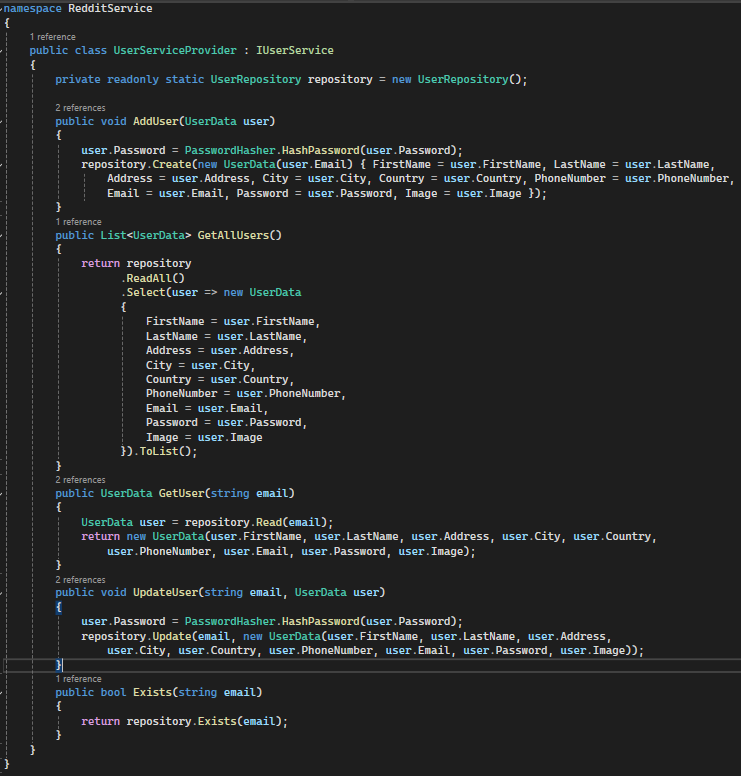 namespace RedditService
{
1 reference
public class UserServiceProvider : IUserService
{
private readonly static UserRepository repository = new UserRepository();
2 references
public void AddUser(UserData user)
{
user.Password = PasswordHasher.HashPassword(user.Password);
repository.Create(new UserData(user.Email) { FirstName = user.FirstName, LastName = user.LastName,
Address = user.Address, City = user.City, Country = user.Country, PhoneNumber = user.PhoneNumber,
Email = user.Email, Password = user.Password, Image = user.Image });
}
1 reference
public List<UserData> GetAllUsers()
{
return repository
.ReadAll()
.Select(user => new UserData
{
FirstName = user.FirstName,
LastName = user.LastName,
Address = user.Address,
City = user.City,
Country = user.Country,
PhoneNumber = user.PhoneNumber,
Email = user.Email,
Password = user.Password,
Image = user.Image
}).ToList();
}
2 references
public UserData GetUser(string email)
{
UserData user = repository.Read(email);
return new UserData(user.FirstName, user.LastName, user.Address, user.City, user.Country,
user.PhoneNumber, user.Email, user.Password, user.Image);
}
2 references
public void UpdateUser(string email, UserData user)
{
user.Password = PasswordHasher.HashPassword(user.Password);
repository.Update(email, new UserData(user.FirstName, user.LastName, user.Address,
user.City, user.Country, user.PhoneNumber, user.Email, user.Password, user.Image));
}
1 reference
public bool Exists(string email)
{
return repository.Exists(email);
}
}
}